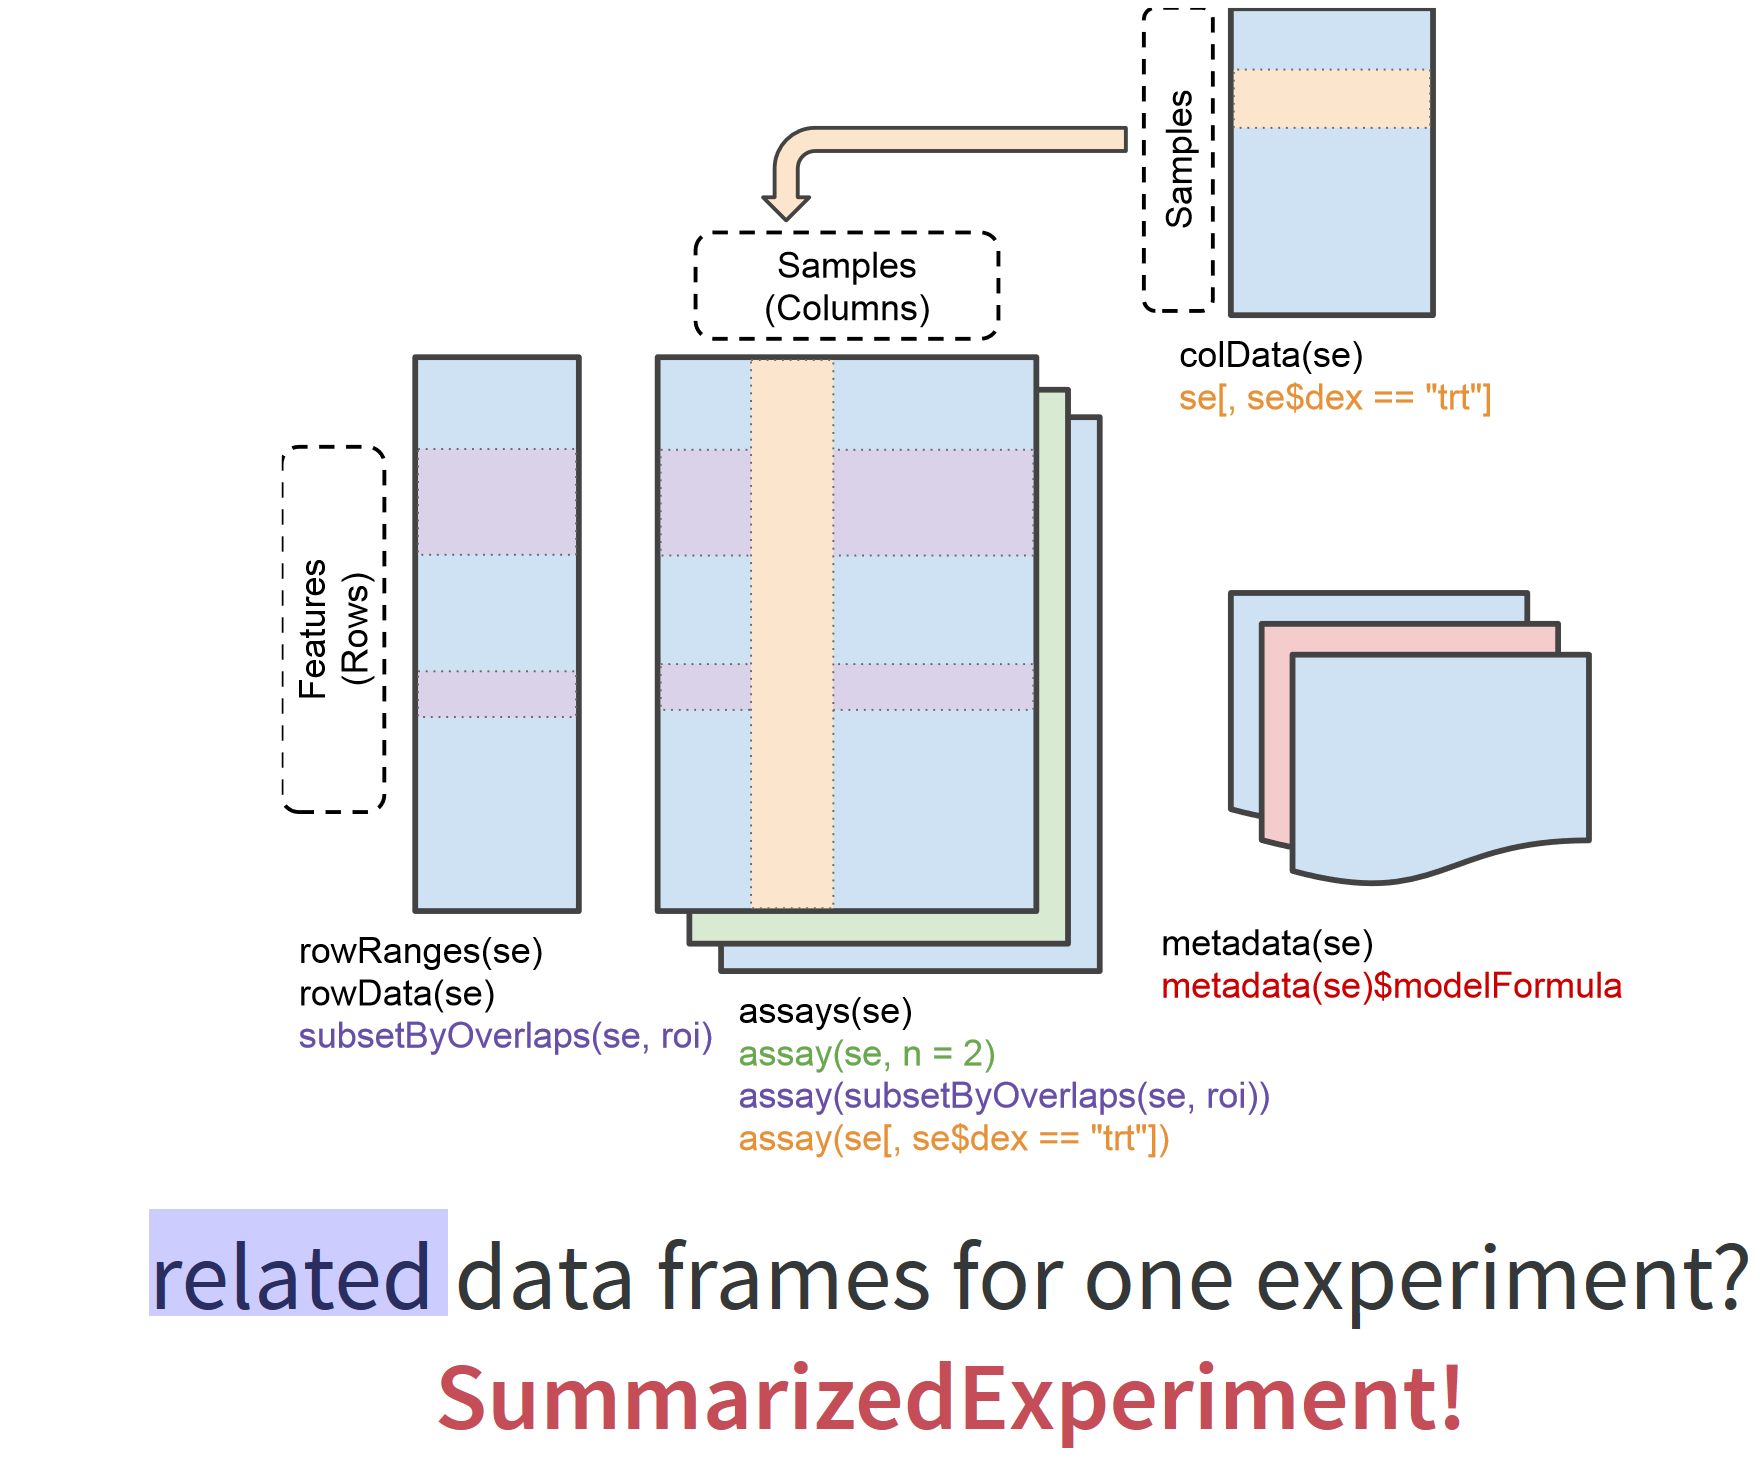 Samples
colData(se)
se[, se$dex == "trt"]
Samples
(Columns)
Features
(Rows)
rowRanges(se)
rowData(se)
subsetByOverlaps(se, roi)
assays(se)
assay(se, n = 2)
assay(subsetByOverlaps(se, roi))
assay(se[, se$dex == "trt"])
metadata(se)
metadata(se)$modelFormula
related data frames for one experiment?
SummarizedExperiment!